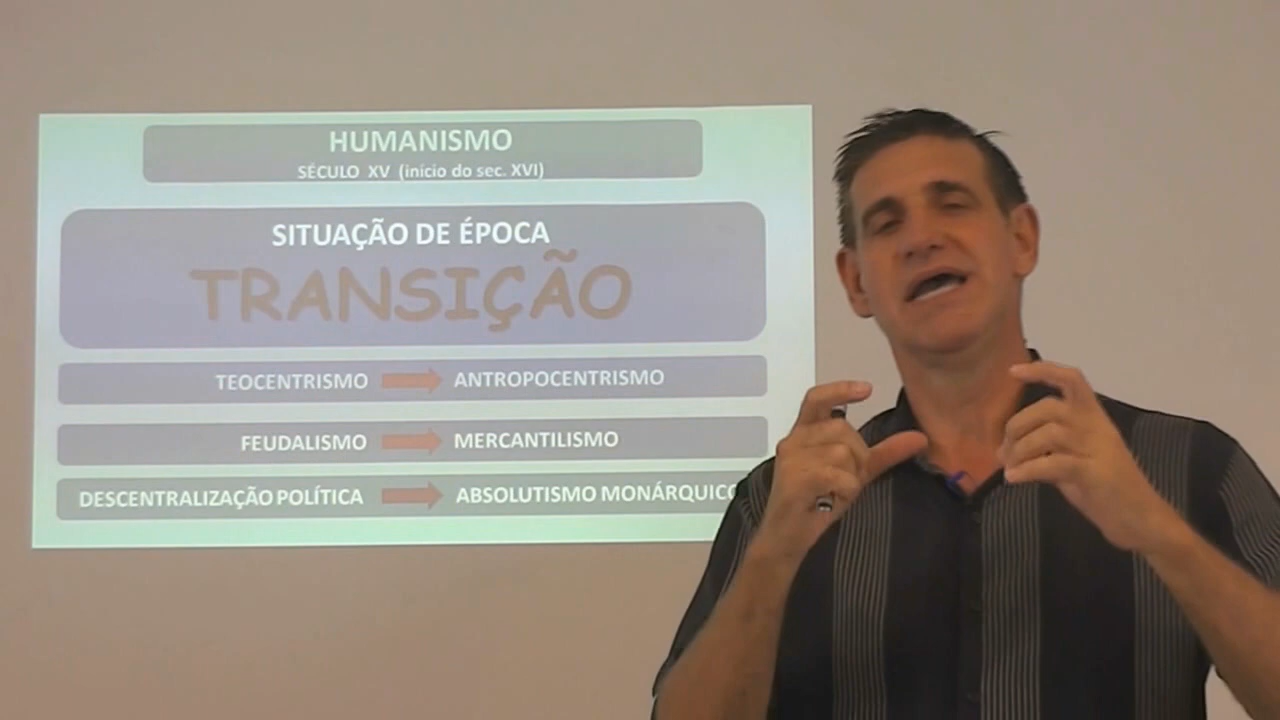 HUMANISMO
SÉCULO XV (início do sec. XVI)
SITUAÇÃO DE ÉPOCA
TRANSIÇÃO
TEOCENTRISMO ANTROPOCENTRISMO
FEUDALISMO MERCANTILISMO
DESCENTRALIZAÇÃO POLÍTICA ABSOLUTISMO MONÁRQUICO